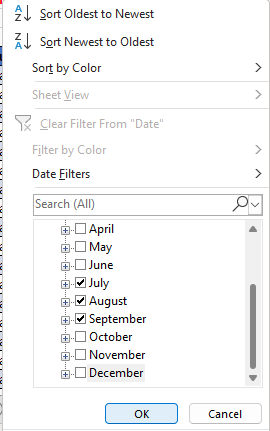 Sort Oldest to Newest
Sort Newest to Oldest
Sort by Color
Sheet View
Clear Filter From "Date"
Filter by Color
Date Filters
Search (All)
April
May
June
July
August
September
October
November
December
OK
Cancel